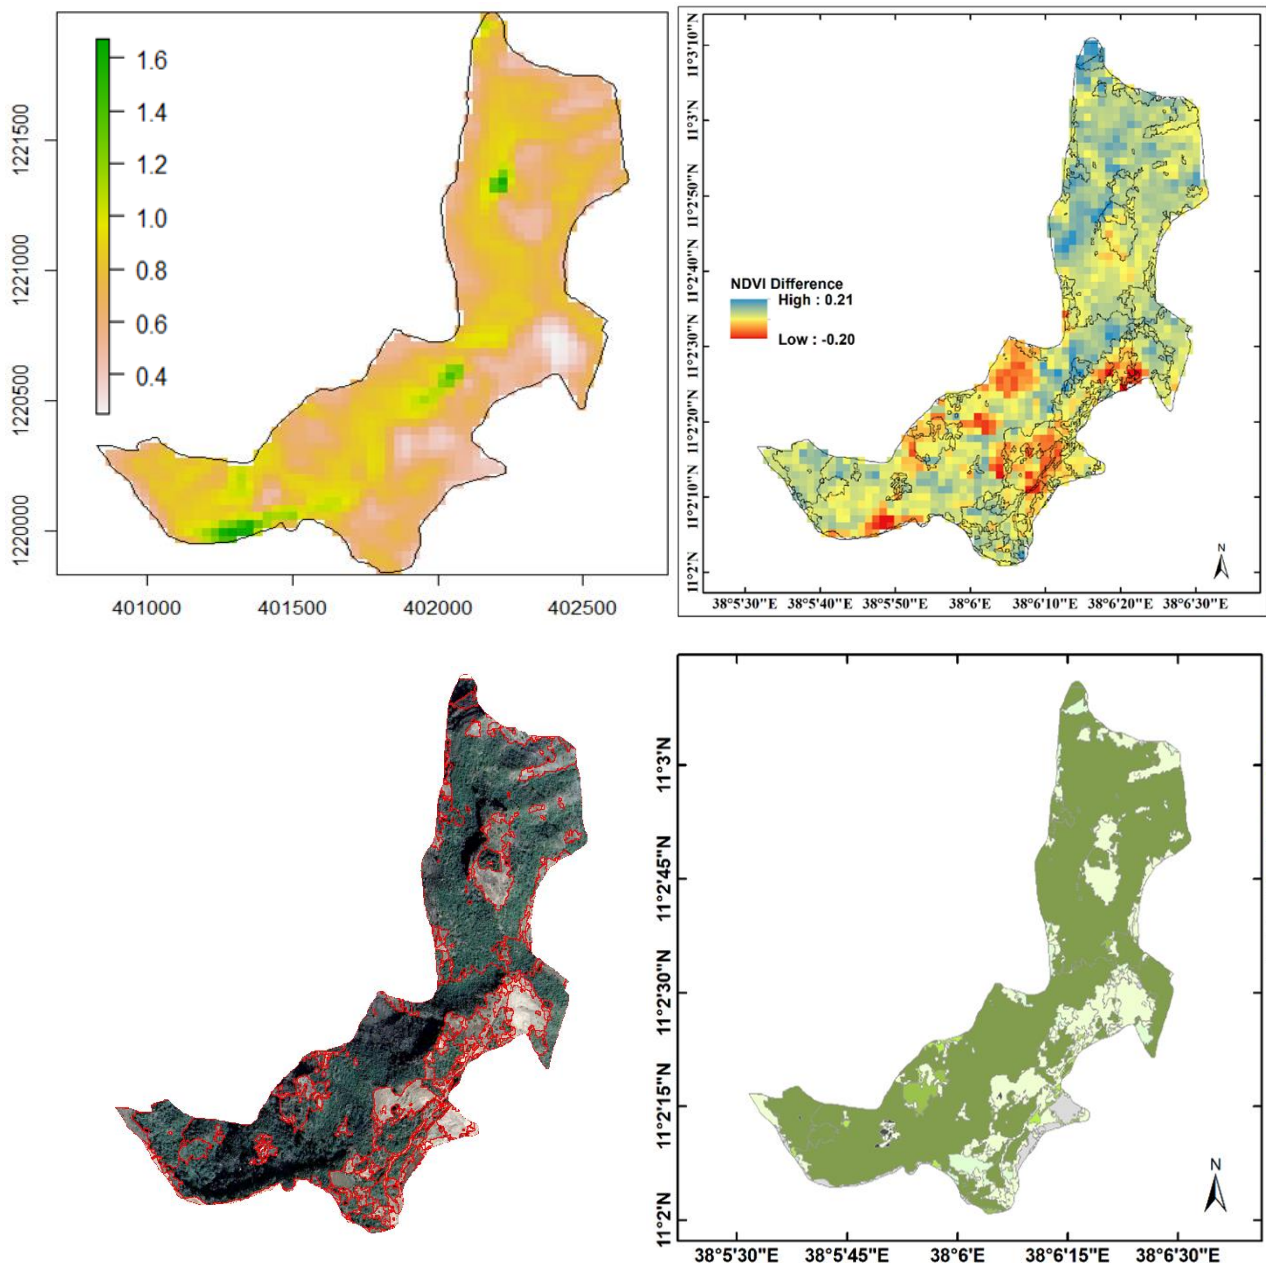 1.6
1.4
1.2
1.0
0.8
0.6
0.4
1221500
1221000
1220500
1220000
401000 401500 402000 402500
11°3'10"N
11°3'N
11°2'50"N
11°2'40"N
11°2'30"N
11°2'20"N
11°2'10"N
11°2'N
NDVI Difference
High : 0.21
Low : -0.20
N
38°5'30"E 38°5'40"E 38°5'50"E 38°6'E 38°6'10"E 38°6'20"E 38°6'30"E
11°3'N
11°2'45"N
11°2'30"N
11°2'15"N
11°2'N
N
38°5'30"E 38°5'45"E 38°6'E 38°6'15"E 38°6'30"E